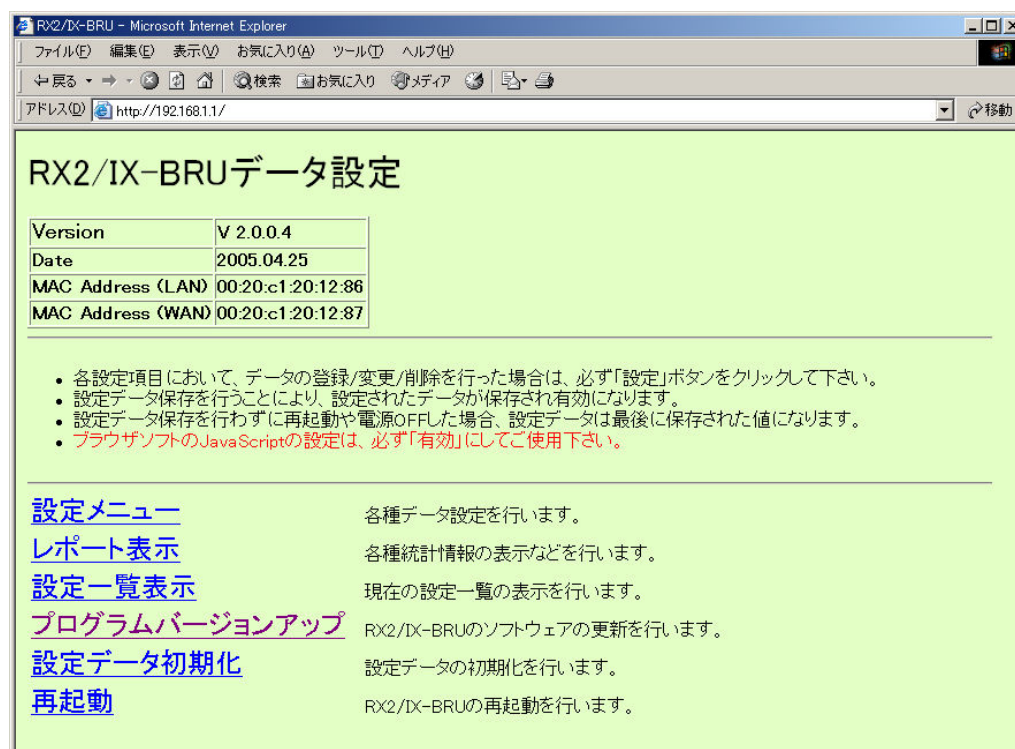 RX2/IX-BRU - Microsoft Internet Explorer
ファイル(F) 編集(E) 表示(V) お気に入り(A) ツール(T) ヘルプ(H)
戻る 検索 お気に入り メディア
アドレス(D) http://192.168.1.1/ 移動
RX2/IX-BRUデータ設定
Version V 2.0.0.4
Date 2005.04.25
MAC Address (LAN) 00:20:c1:20:12:86
MAC Address (WAN) 00:20:c1:20:12:87
• 各設定項目において、データの登録/変更/削除を行った場合は、必ず「設定」ボタンをクリックして下さい。
• 設定データ保存を行うことにより、設定されたデータが保存され有効になります。
• 設定データ保存を行わずに再起動や電源OFFした場合、設定データは最後に保存された値になります。
• ブラウザソフトのJavaScriptの設定は、必ず「有効」にしてご使用下さい。
設定メニュー 各種データ設定を行います。
レポート表示 各種統計情報の表示などを行います。
設定一覧表示 現在の設定一覧の表示を行います。
プログラムバージョンアップ RX2/IX-BRUのソフトウェアの更新を行います。
設定データ初期化 設定データの初期化を行います。
再起動 RX2/IX-BRUの再起動を行います。